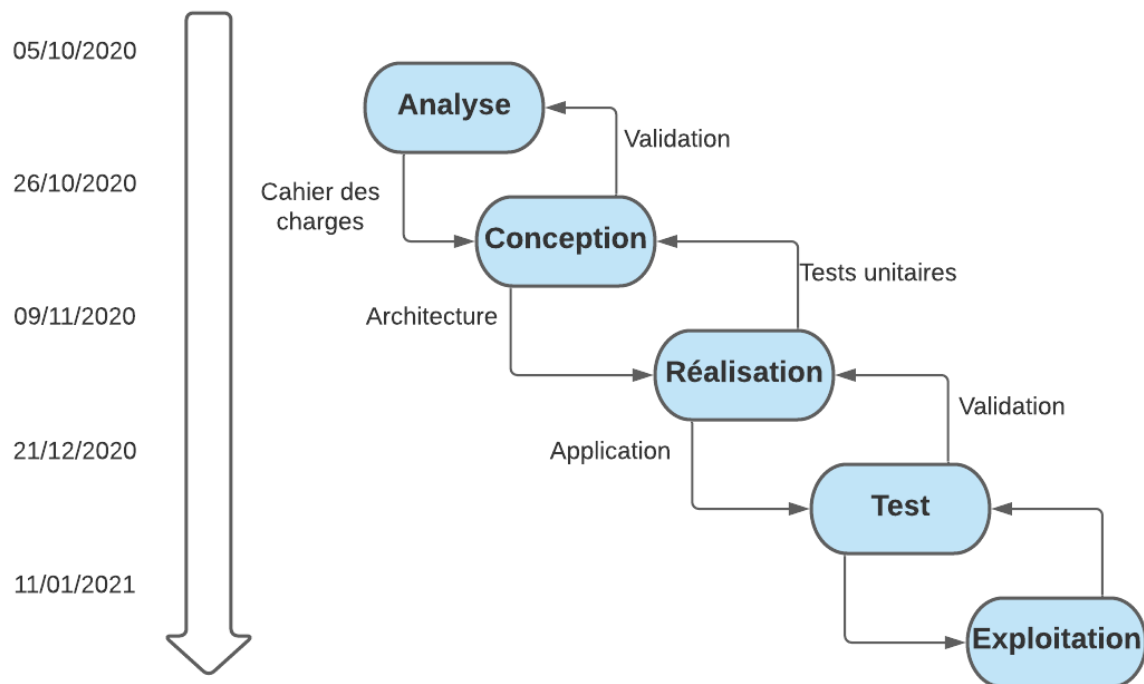 05/10/2020
Analyse
Validation
26/10/2020
Cahier des
charges
Conception
Tests unitaires
09/11/2020
Architecture
Réalisation
Validation
21/12/2020
Application
Test
11/01/2021
Exploitation